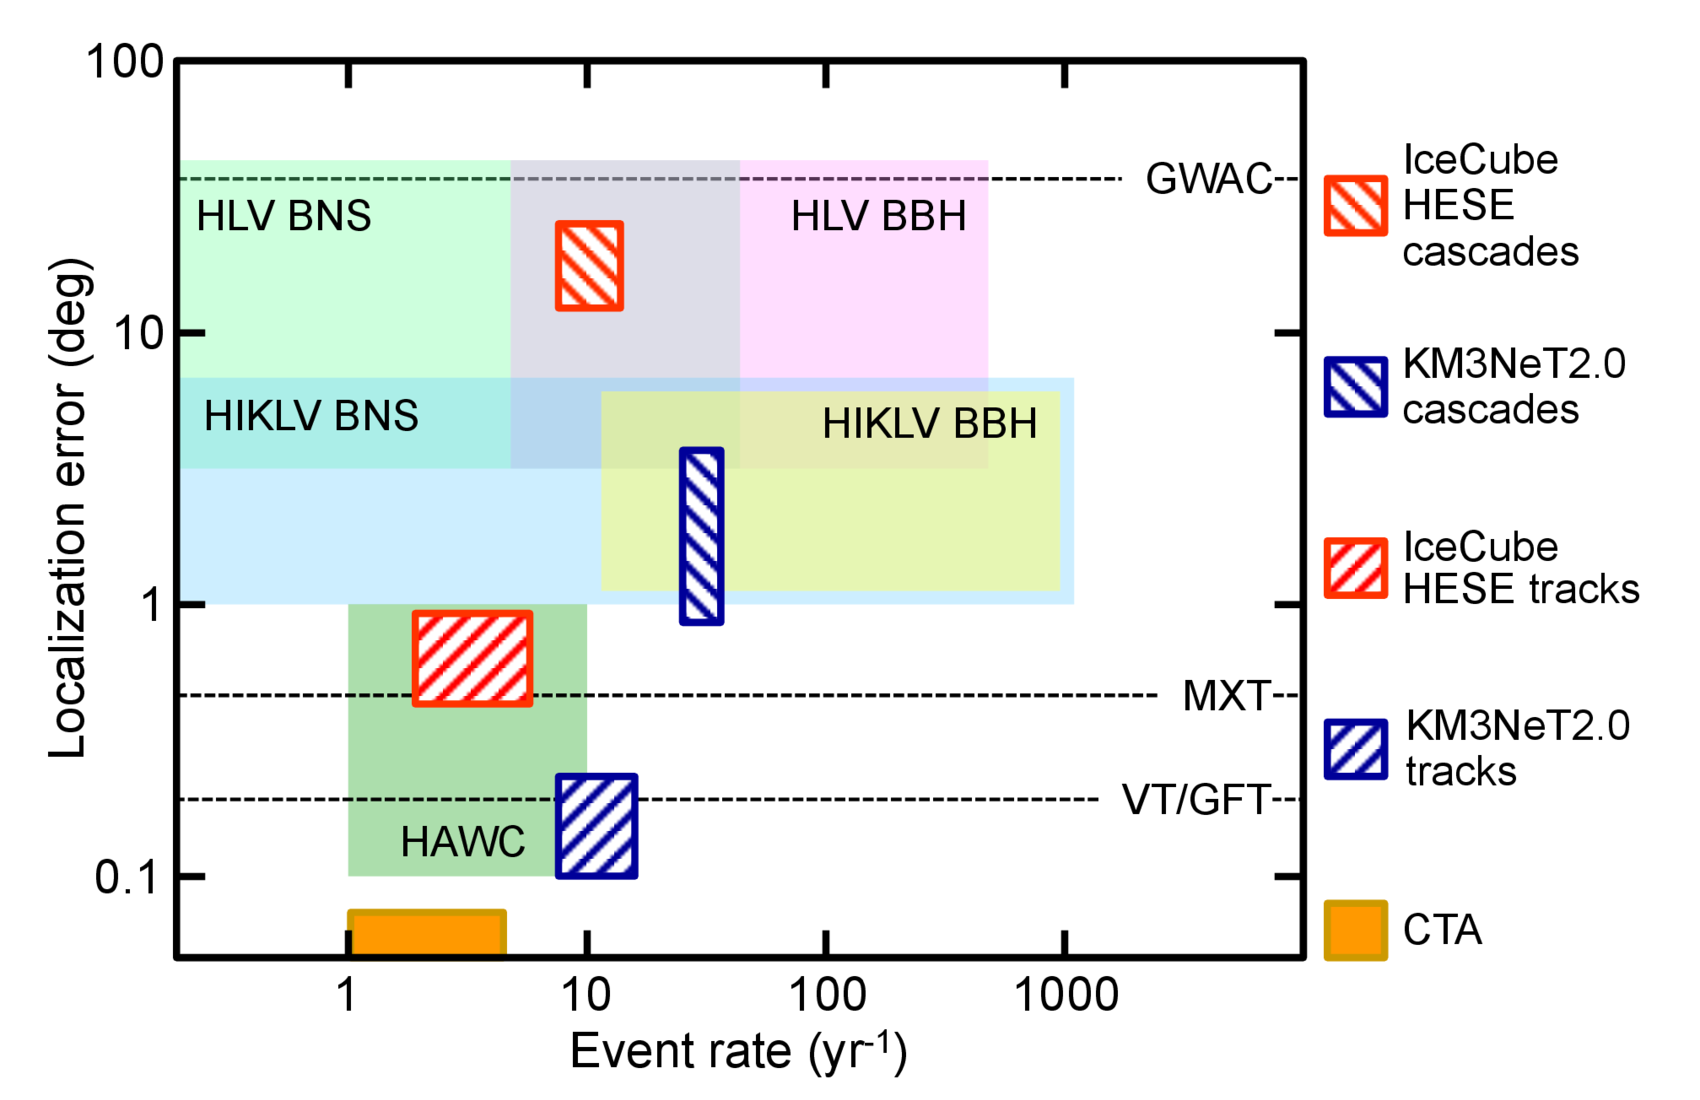 100
10
1
0.1
Localization error (deg)
HLV BNS
HLV BBH
GWAC
HIKLV BNS
HIKLV BBH
MXT
VT/GFT
HAWC
1
10
100
1000
Event rate (yr⁻¹)
IceCube
HESE
cascades
KM3NeT2.0
cascades
IceCube
HESE tracks
KM3NeT2.0
tracks
CTA